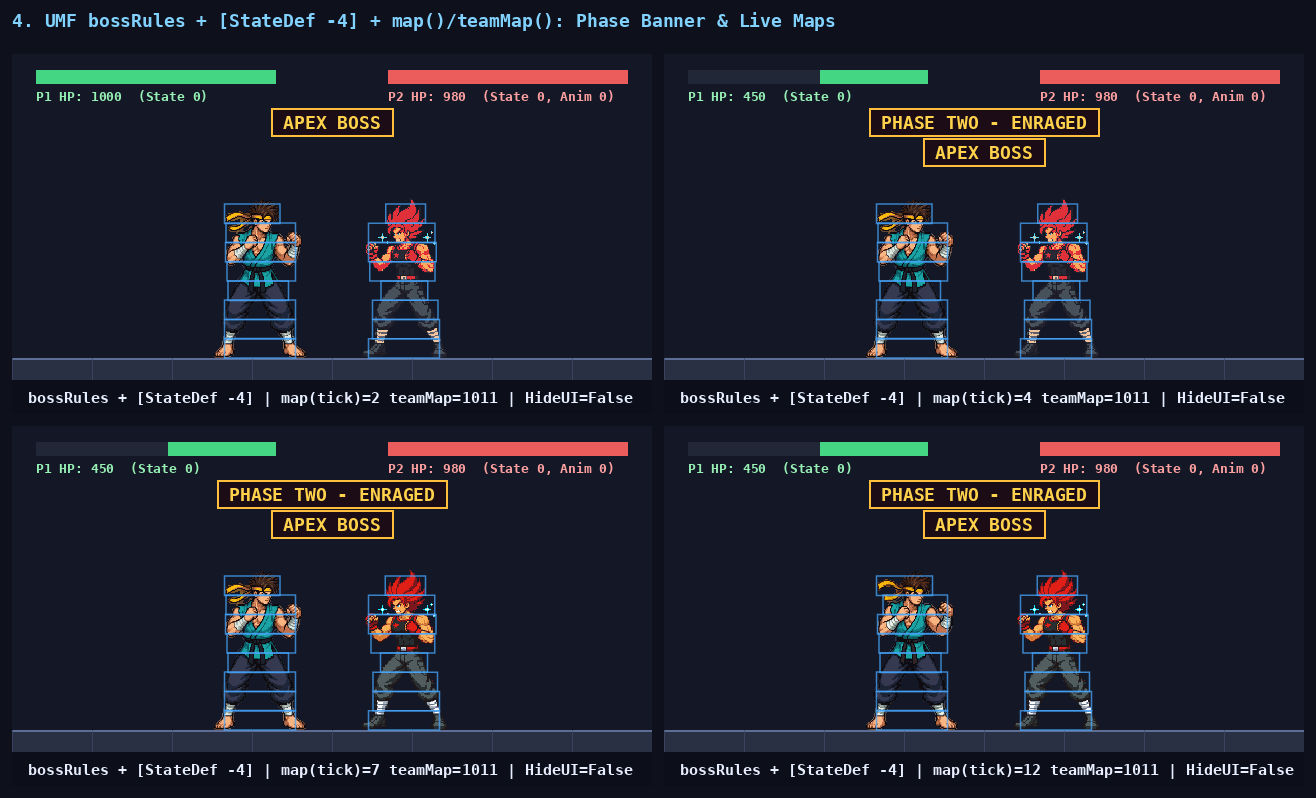 4. UMF bossRules + [StateDef -4] + map()/teamMap(): Phase Banner & Live Maps
P1 HP: 1000  (State 0)
P2 HP: 980  (State 0, Anim 0)
APEX BOSS
bossRules + [StateDef -4] | map(tick)=2 teamMap=1011 | HideUI=False
P1 HP: 450  (State 0)
P2 HP: 980  (State 0, Anim 0)
PHASE TWO - ENRAGED
APEX BOSS
bossRules + [StateDef -4] | map(tick)=4 teamMap=1011 | HideUI=False
P1 HP: 450  (State 0)
P2 HP: 980  (State 0, Anim 0)
PHASE TWO - ENRAGED
APEX BOSS
bossRules + [StateDef -4] | map(tick)=7 teamMap=1011 | HideUI=False
P1 HP: 450  (State 0)
P2 HP: 980  (State 0, Anim 0)
PHASE TWO - ENRAGED
APEX BOSS
bossRules + [StateDef -4] | map(tick)=12 teamMap=1011 | HideUI=False